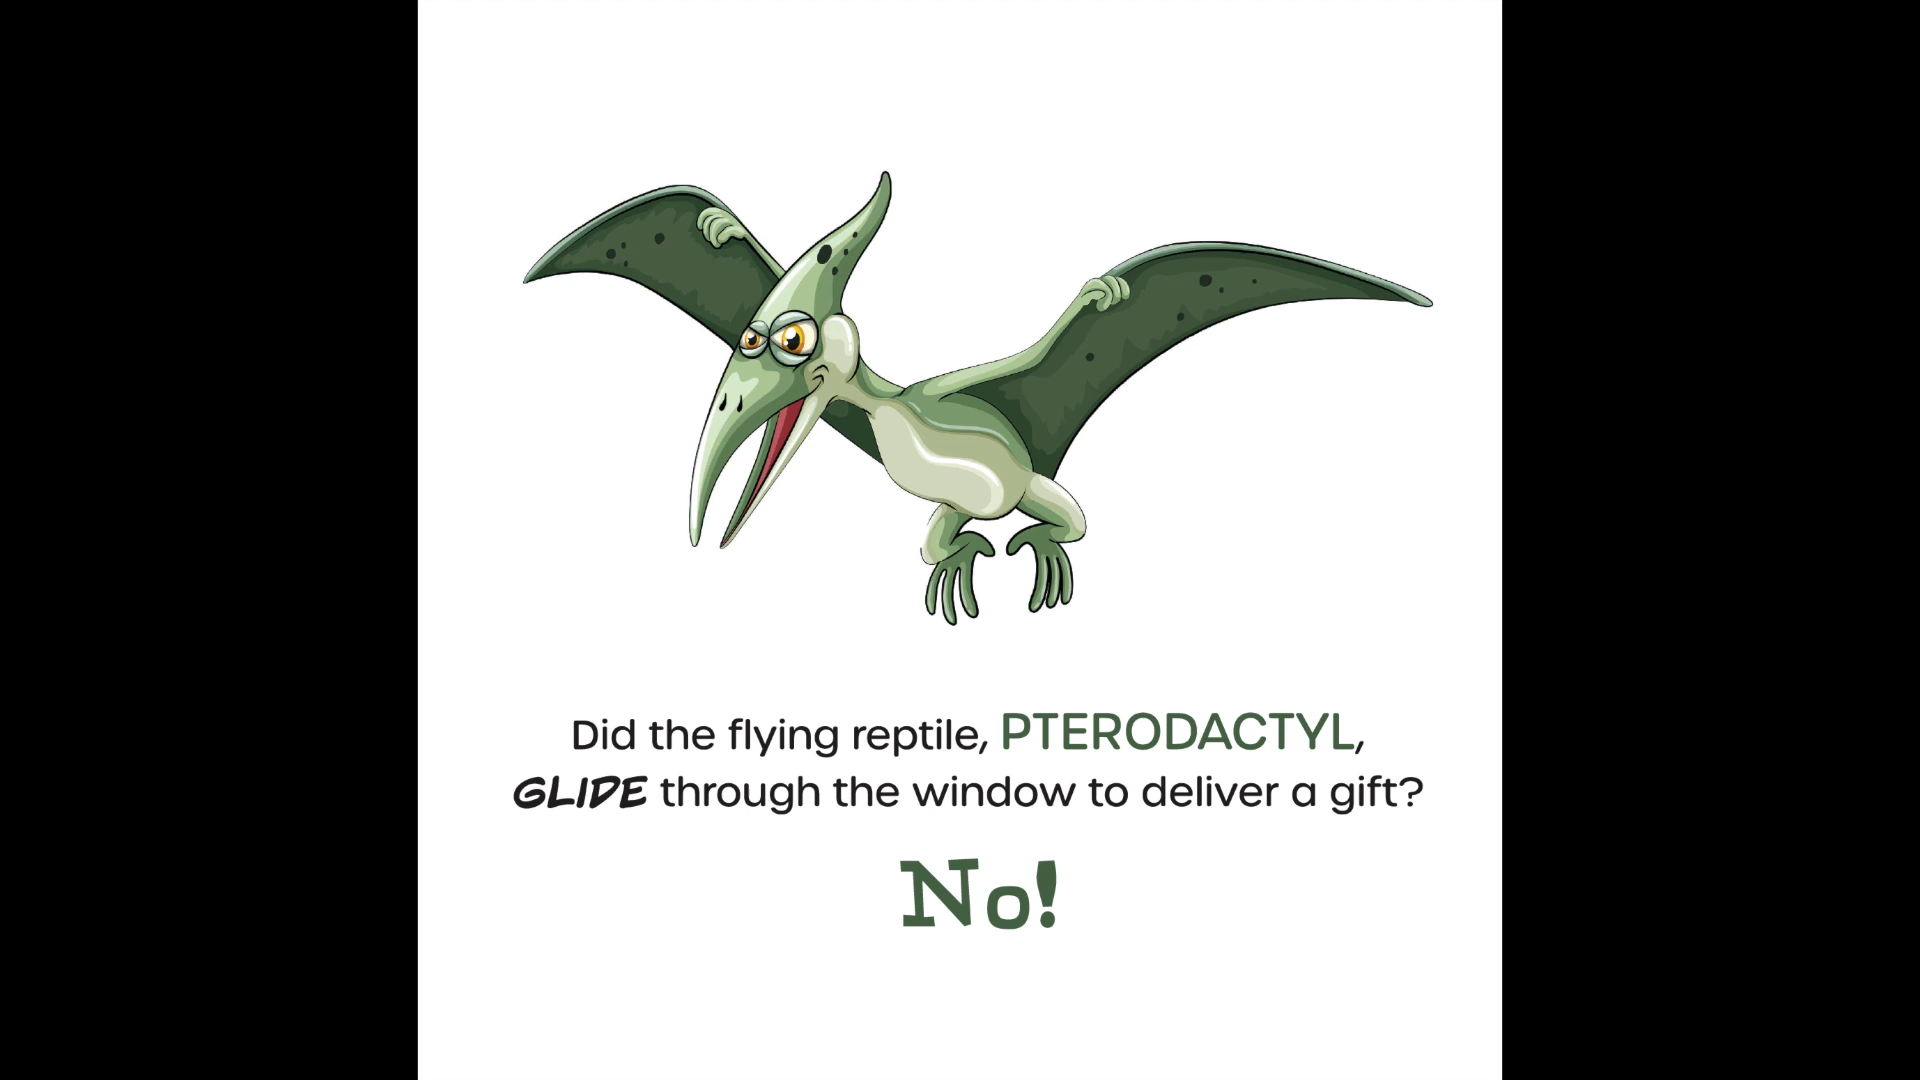 Did the flying reptile, PTERODACTYL,
GLIDE through the window to deliver a gift?
No!